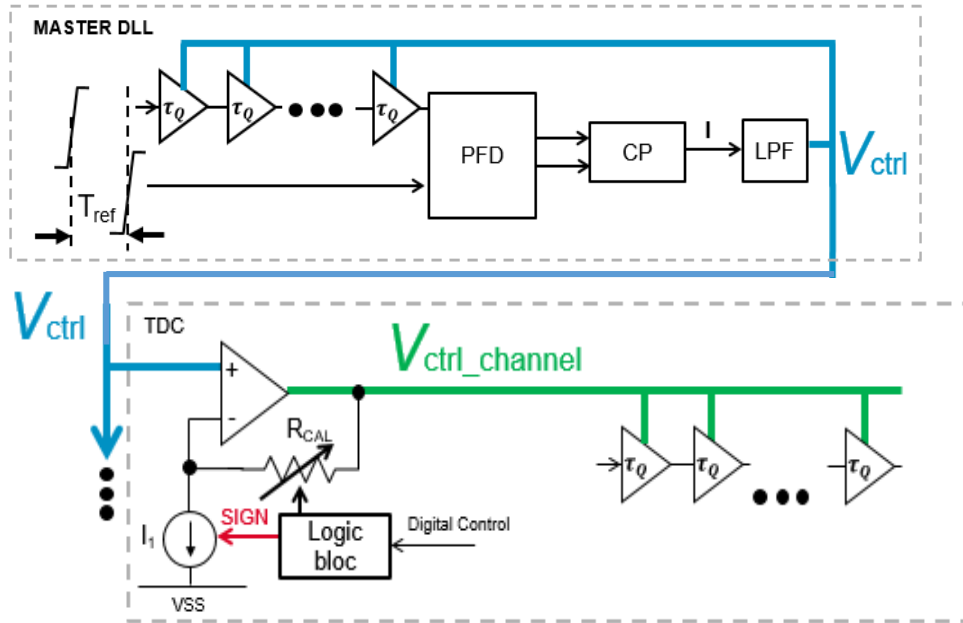 MASTER DLL
τQ
τQ
τQ
PFD
CP
I
LPF
Vctrl
Tref
Vctrl
TDC
Vctrl_channel
+
-
RCAL
τQ
τQ
τQ
I1
SIGN
Logic
bloc
Digital Control
VSS